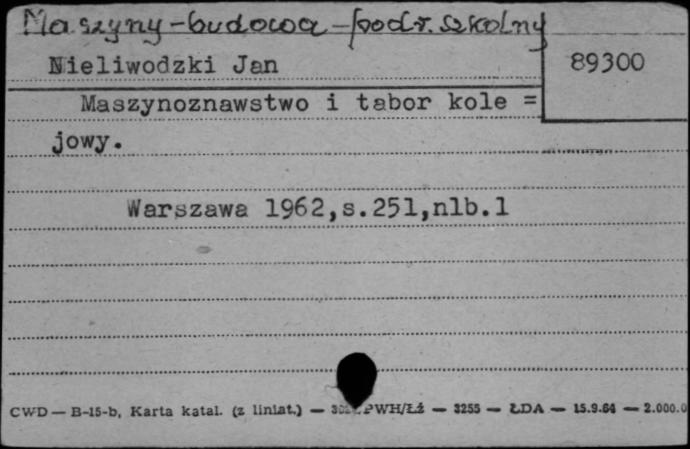 Maszyny - budowa - podr. szkolny
Nieliwodzki Jan
89300
Maszynoznawstwo i tabor kole =
jowy.
Warszawa 1962,s.251,nlb.1
CWD — B-15-b, Karta katal. (z liniat.) — PWH/Łż — 3255 — ŁDA — 15.9.64 — 2.000.0